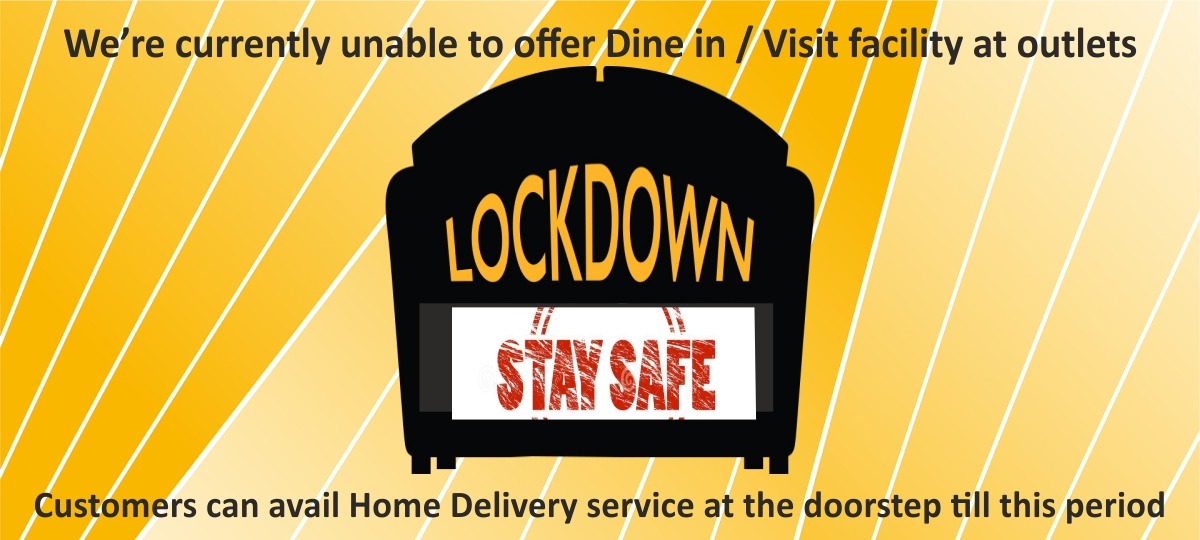 We're currently unable to offer Dine in / Visit facility at outlets
LOCKDOWN
STAY SAFE
Customers can avail Home Delivery service at the doorstep till this period